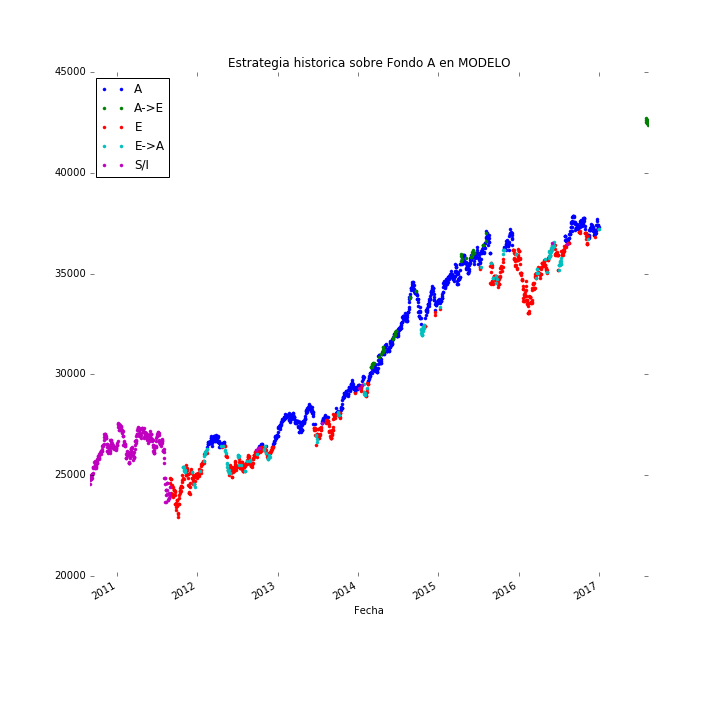 Estrategia historica sobre Fondo A en MODELO
45000
40000
35000
30000
25000
20000
A
A->E
E
E->A
S/I
2011
2012
2013
2014
2015
2016
2017
Fecha